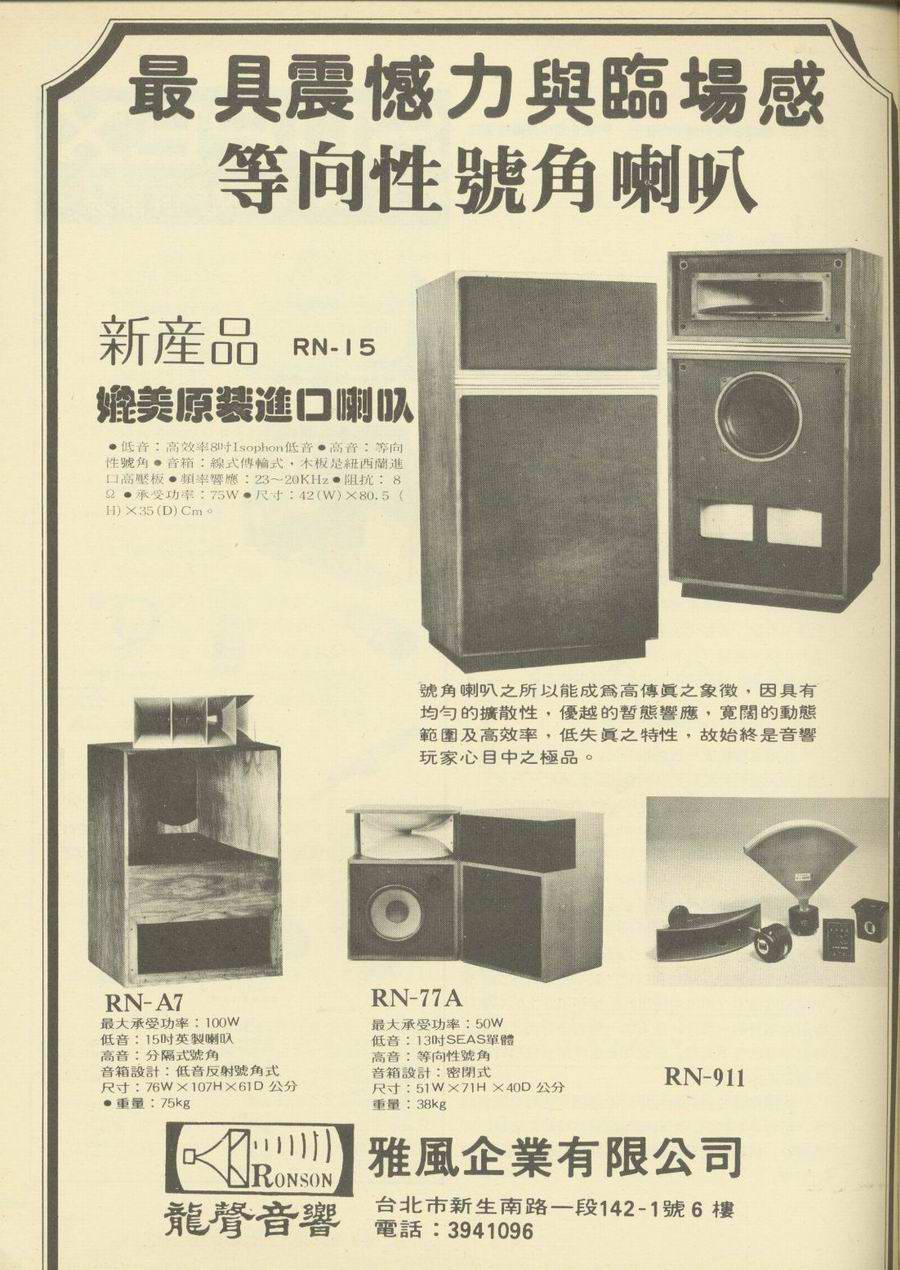 最具震憾力與臨場感
等向性號角喇叭
新産品 RN-15
媲美原裝進口喇叭
●低音：高效率8吋Isophon低音●高音：等向
性號角●音箱：線式傳輸式，木板是紐西蘭進
口高壓板●頻率響應：23～20KHz●阻抗：8
Ω ●承受功率：75W●尺寸：42(W)×80.5（
H)×35(D)Cm。
號角喇叭之所以能成爲高傳眞之象徵，因具有
均勻的擴散性，優越的暫態響應，寬闊的動態
範圍及高效率，低失眞之特性，故始終是音響
玩家心目中之極品。
RN-A7
最大承受功率：100W
低音：15吋英製喇叭
高音：分隔式號角
音箱設計：低音反射號角式
尺寸：76W×107H×61D 公分
●重量：75kg
RN-77A
最大承受功率：50W
低音：13吋SEAS單體
高音：等向性號角
音箱設計：密閉式
尺寸：51W×71H ×40D 公分
重量：38kg
RN-911
RONSON
龍聲音響
雅風企業有限公司
台北市新生南路一段142-1號6樓
電話：3941096